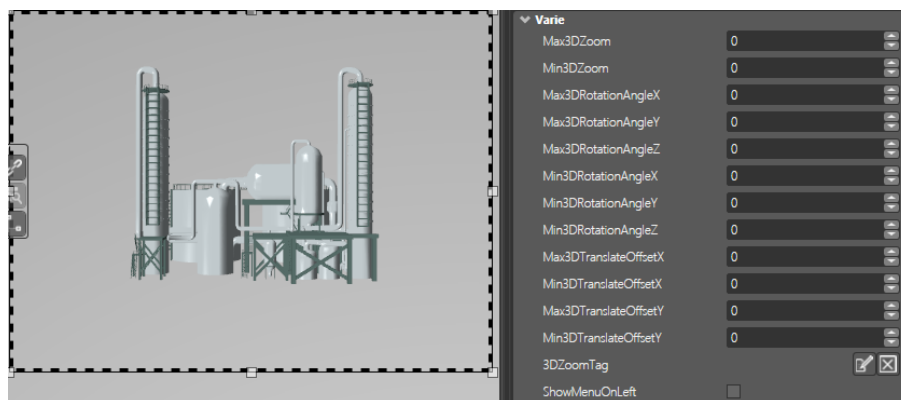 Varie
Max3DZoom 0
Min3DZoom 0
Max3DRotationAngleX 0
Max3DRotationAngleY 0
Max3DRotationAngleZ 0
Min3DRotationAngleX 0
Min3DRotationAngleY 0
Min3DRotationAngleZ 0
Max3DTranslateOffsetX 0
Min3DTranslateOffsetX 0
Max3DTranslateOffsetY 0
Min3DTranslateOffsetY 0
3DZoomTag
ShowMenuOnLeft